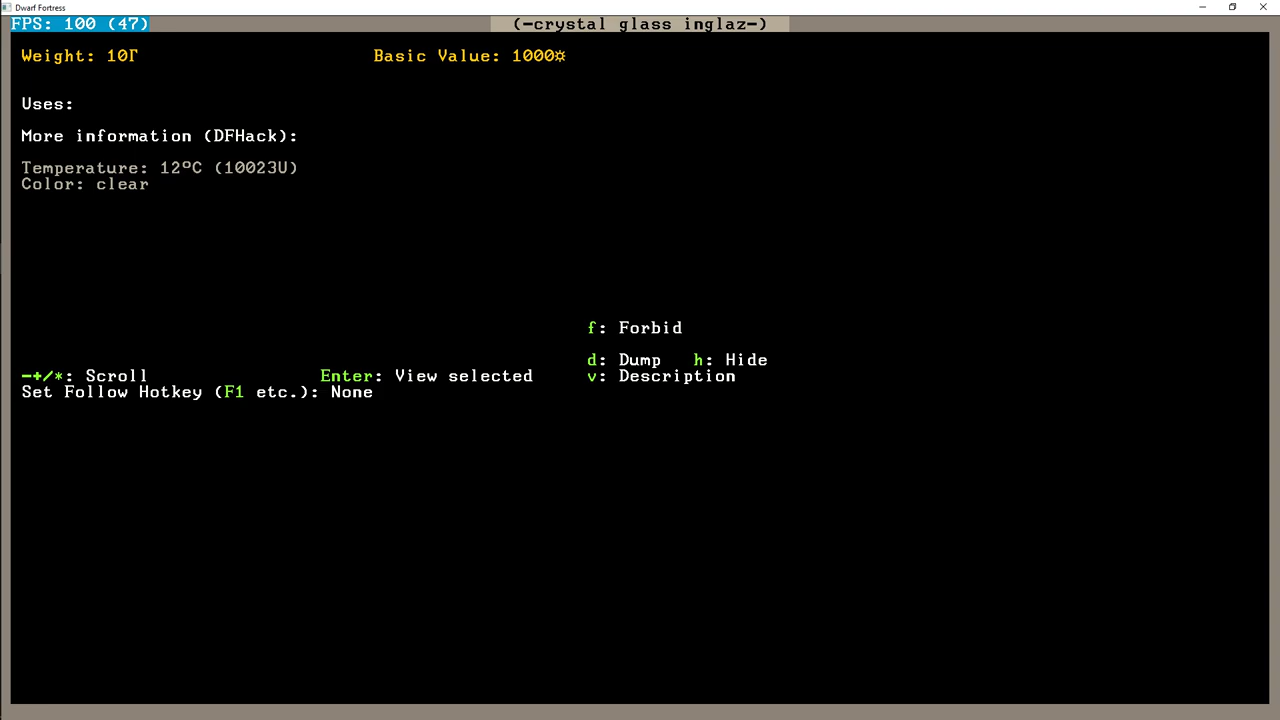 Dwarf Fortress
FPS: 100 (47)
(-crystal glass inglaz-)
Weight: 10Γ
Basic Value: 1000☼
Uses:
More information (DFHack):
Temperature: 12°C (10023U)
Color: clear
f: Forbid
d: Dump h: Hide
-+/*: Scroll
Enter: View selected
v: Description
Set Follow Hotkey (F1 etc.): None